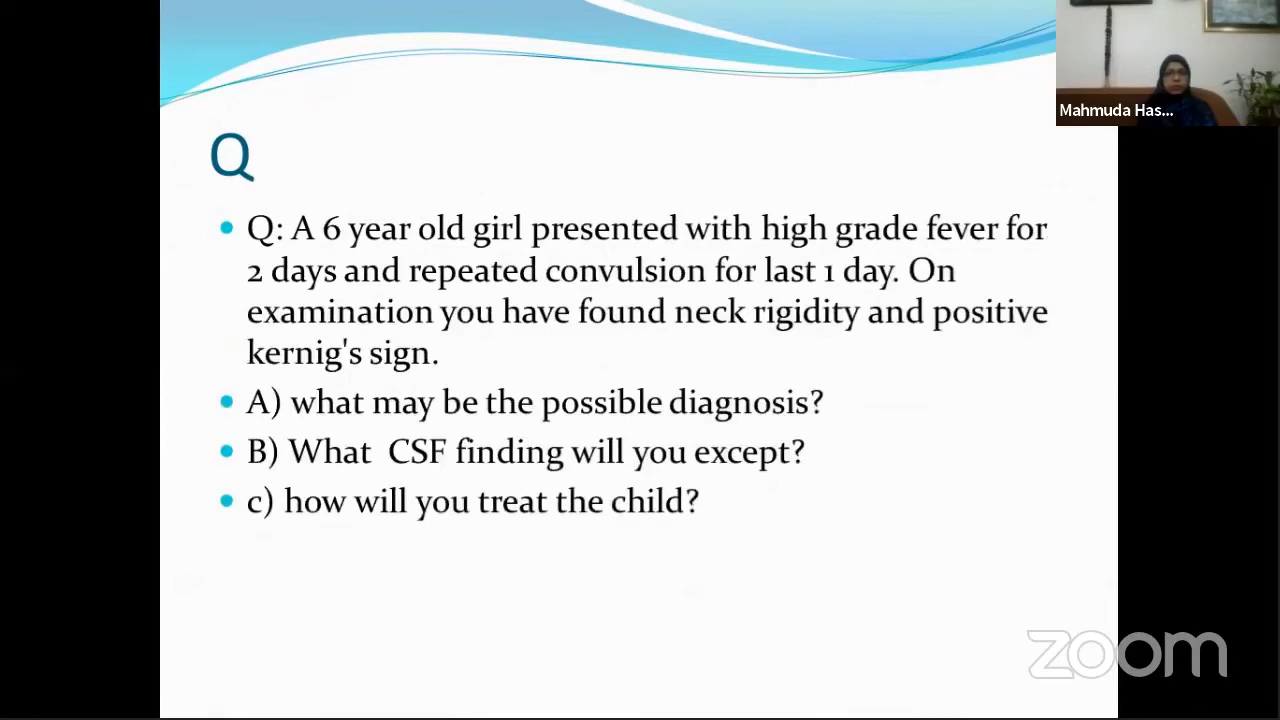 Mahmuda Has...
Q
• Q: A 6 year old girl presented with high grade fever for
2 days and repeated convulsion for last 1 day. On
examination you have found neck rigidity and positive
kernig's sign.
• A) what may be the possible diagnosis?
• B) What  CSF finding will you except?
• c) how will you treat the child?
zoom